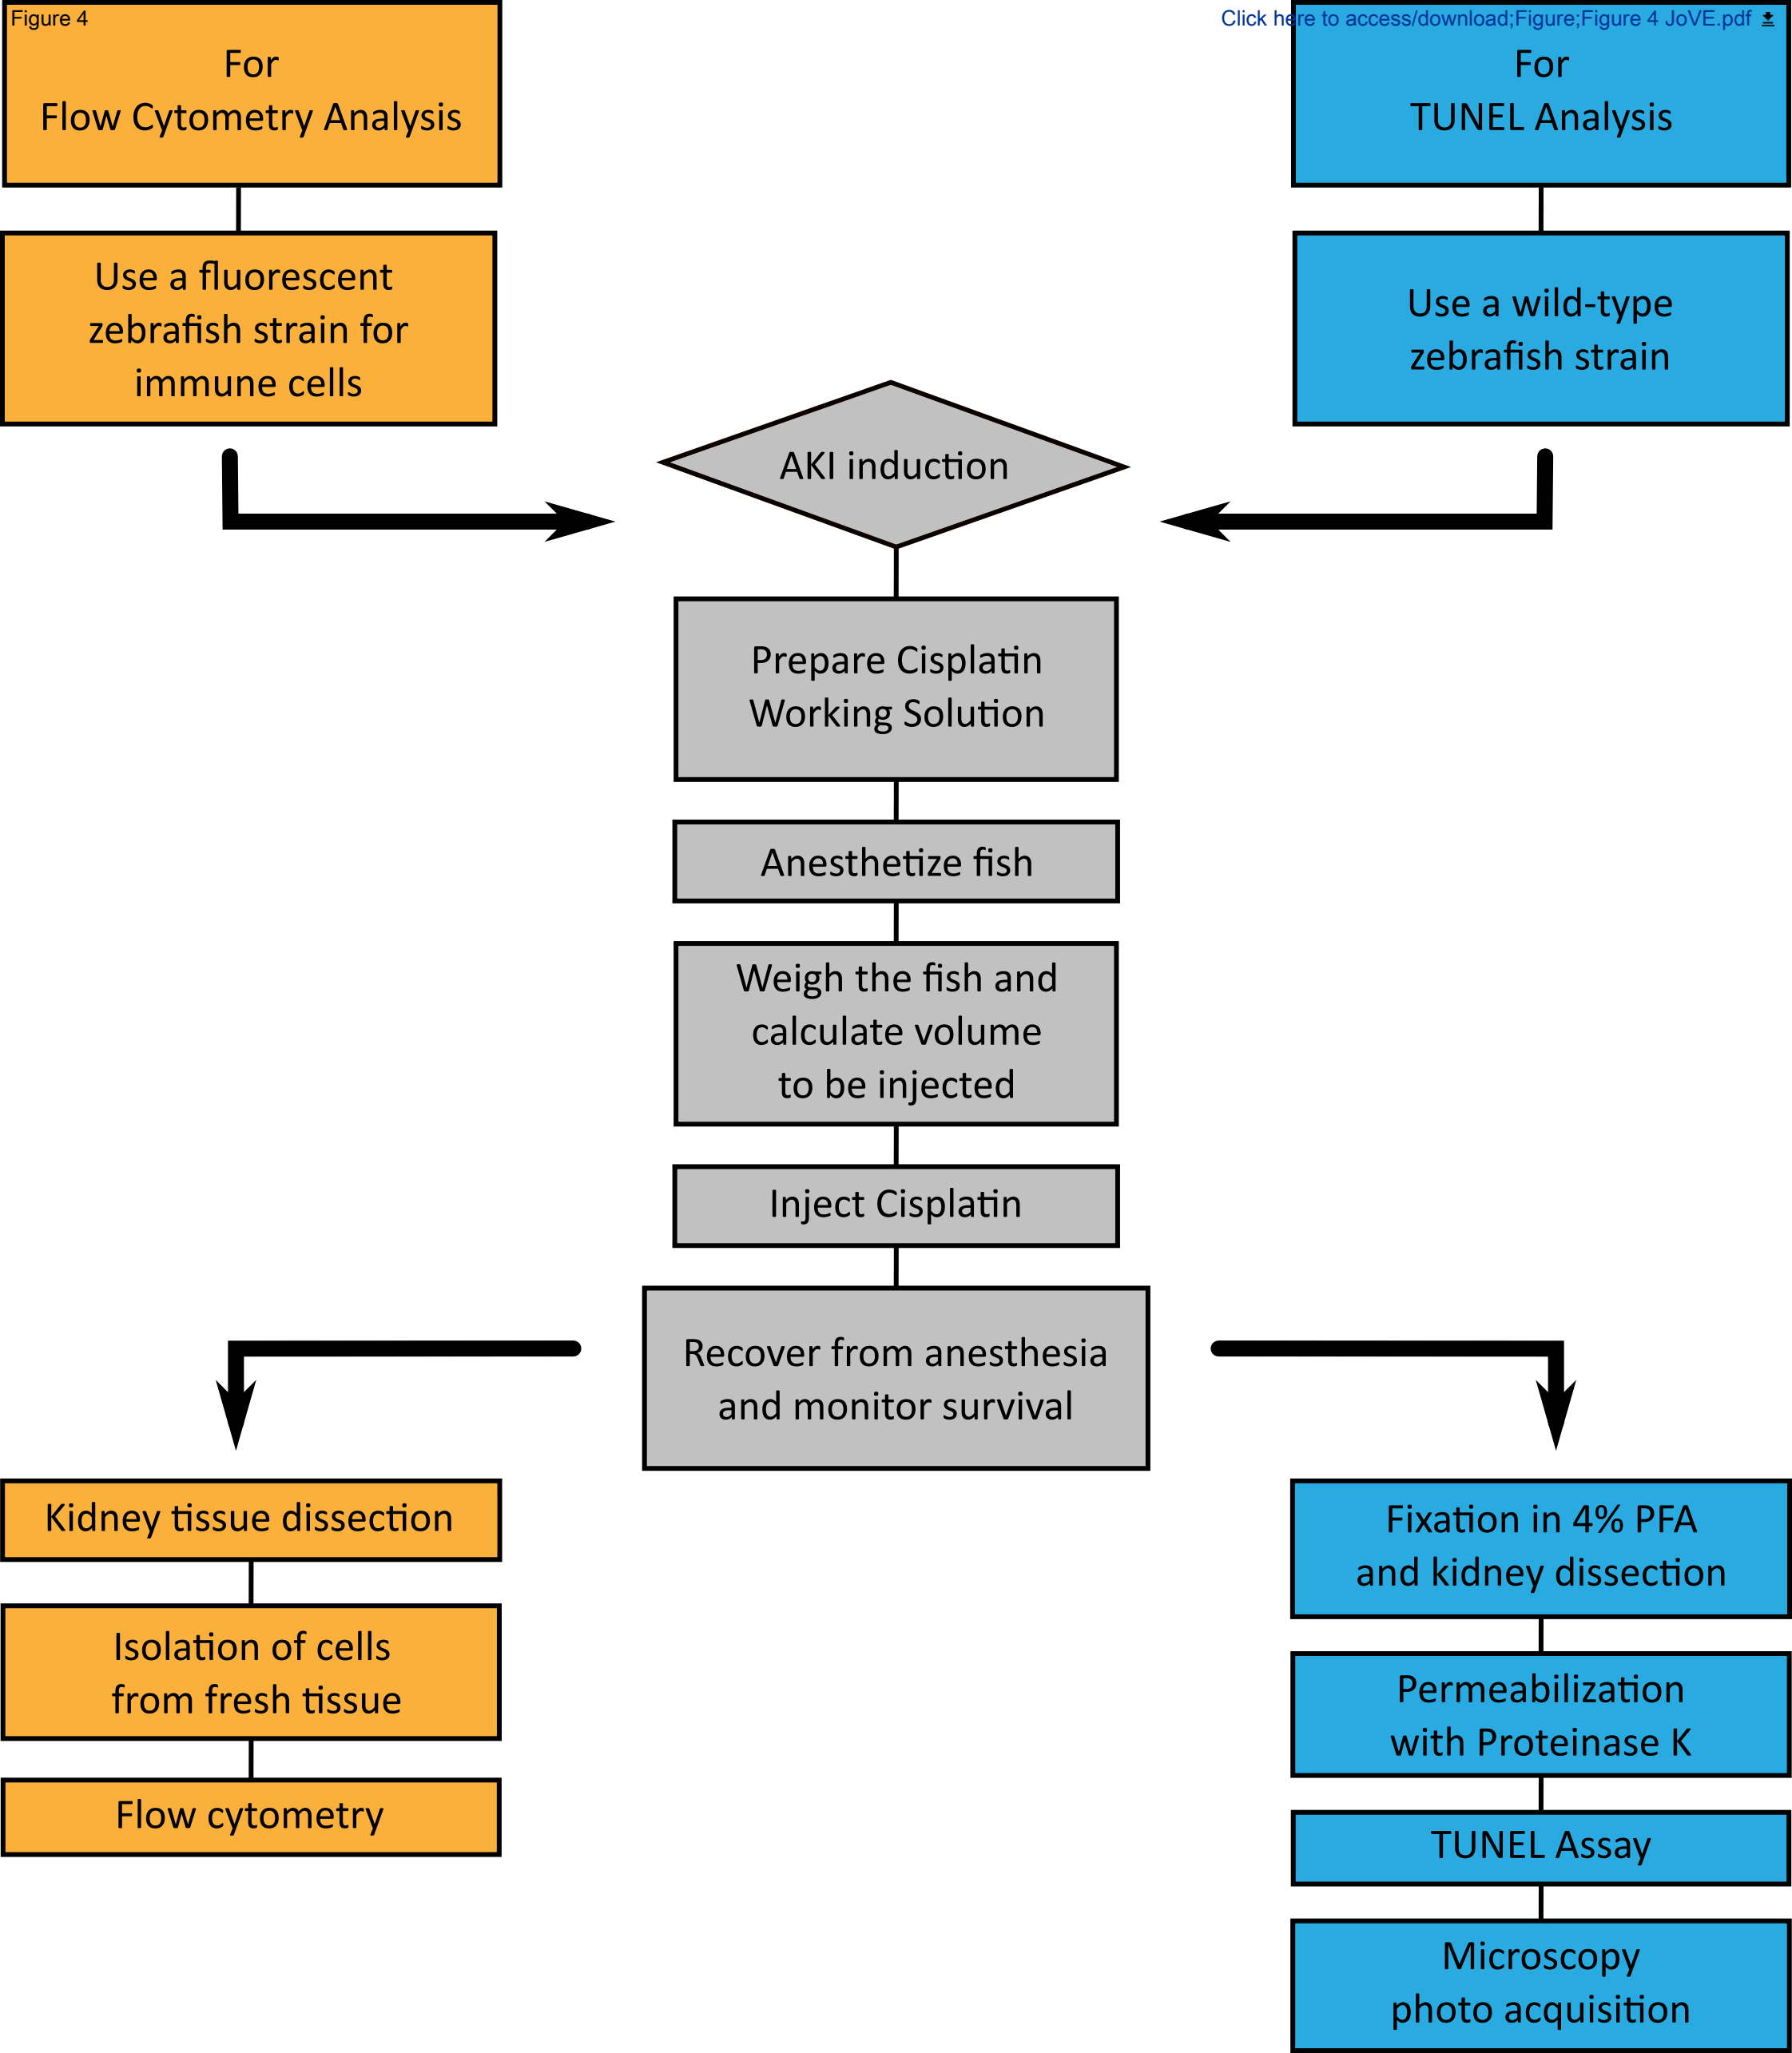 Figure 4
Click here to access/download;Figure;Figure 4 JoVE.pdf
For
Flow Cytometry Analysis
For
TUNEL Analysis
Use a fluorescent
zebrafish strain for
immune cells
Use a wild-type
zebrafish strain
AKI induction
Prepare Cisplatin
Working Solution
Anesthetize fish
Weigh the fish and
calculate volume
to be injected
Inject Cisplatin
Recover from anesthesia
and monitor survival
Kidney tissue dissection
Isolation of cells
from fresh tissue
Flow cytometry
Fixation in 4% PFA
and kidney dissection
Permeabilization
with Proteinase K
TUNEL Assay
Microscopy
photo acquisition